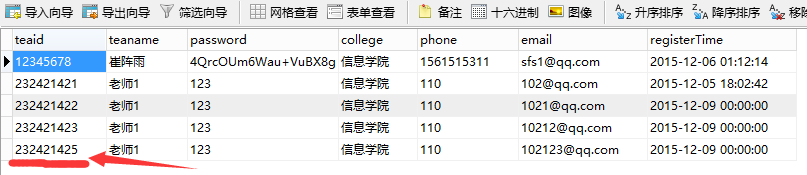 导入向导 导出向导 筛选向导 网格查看 表单查看 备注 十六进制 图像 升序排序 降序排序 移除
teaid teaname password college phone email registerTime
12345678 崔阵雨 4QrcOUm6Wau+VuBX8g 信息学院 1561515311 sfs1@qq.com 2015-12-06 01:12:14
232421421 老师1 123 信息学院 110 102@qq.com 2015-12-05 18:02:42
232421422 老师1 123 信息学院 110 1021@qq.com 2015-12-09 00:00:00
232421423 老师1 123 信息学院 110 10212@qq.com 2015-12-09 00:00:00
232421425 老师1 123 信息学院 110 102123@qq.com 2015-12-09 00:00:00